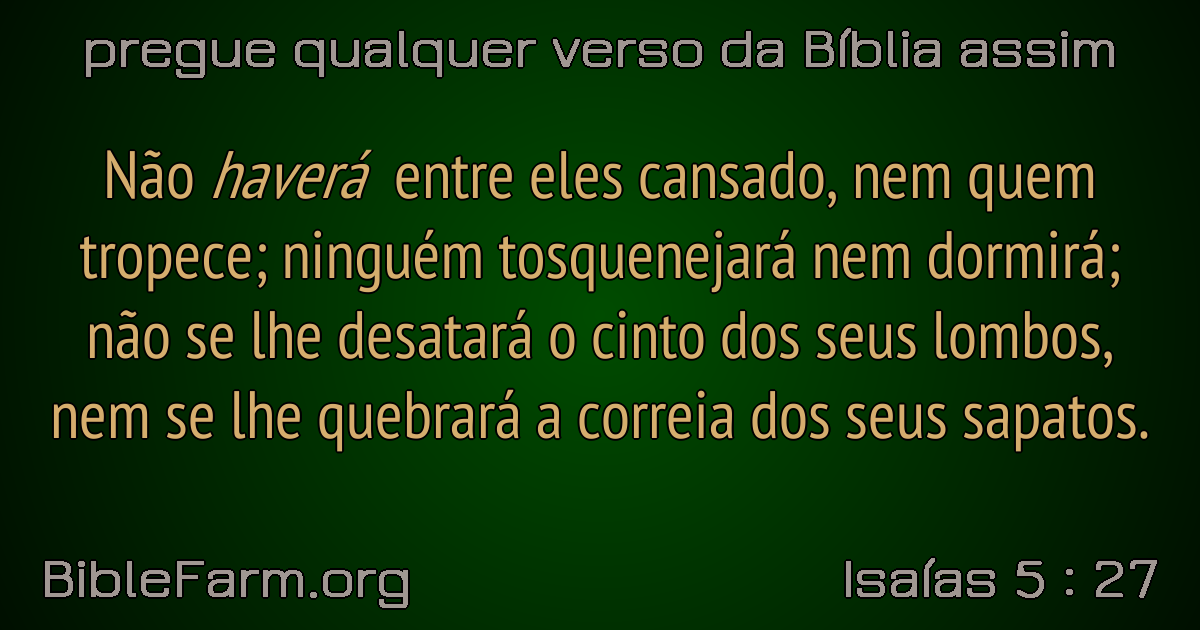 pregue qualquer verso da Bíblia assim
Não haverá entre eles cansado, nem quem
tropece; ninguém tosquenejará nem dormirá;
não se lhe desatará o cinto dos seus lombos,
nem se lhe quebrará a correia dos seus sapatos.
BibleFarm.org
Isaías 5 : 27